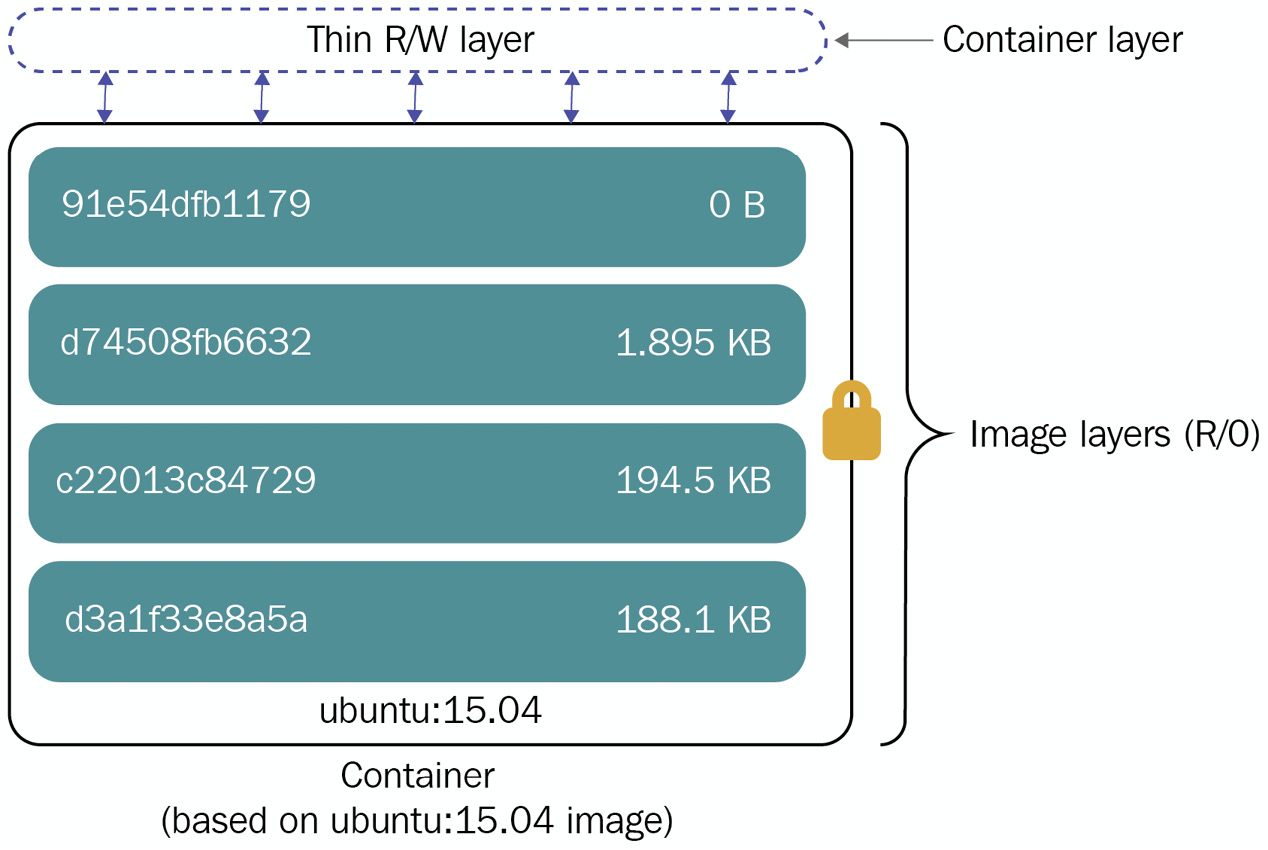 Thin R/W layer
Container layer
91e54dfb1179 0 B
d74508fb6632 1.895 KB
c22013c84729 194.5 KB
Image layers (R/0)
d3a1f33e8a5a 188.1 KB
ubuntu:15.04
Container
(based on ubuntu:15.04 image)